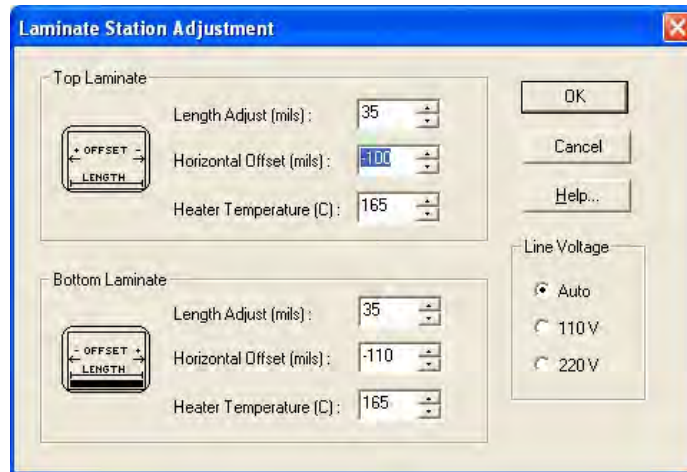 Laminate Station Adjustment
Top Laminate
+ OFFSET -
LENGTH
Length Adjust (mils) : 35
Horizontal Offset (mils) : -100
Heater Temperature (C) : 165
Bottom Laminate
- OFFSET +
LENGTH
Length Adjust (mils) : 35
Horizontal Offset (mils) : -110
Heater Temperature (C) : 165
OK
Cancel
Help...
Line Voltage
Auto
110 V
220 V